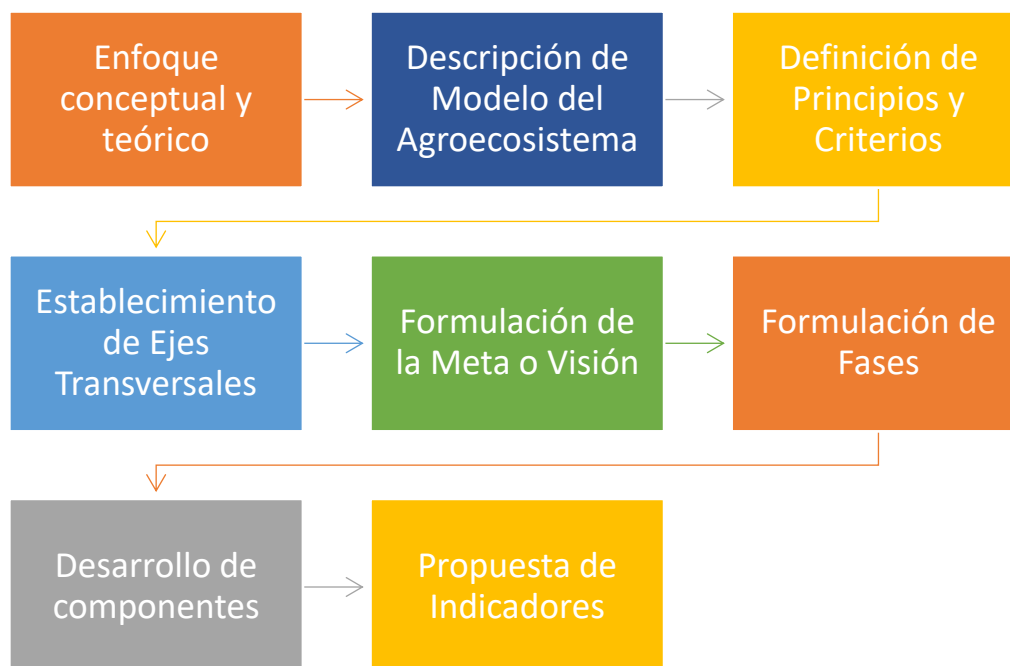 Enfoque
conceptual y
teórico
Descripción de
Modelo del
Agroecosistema
Definición de
Principios y
Criterios
Establecimiento
de Ejes
Transversales
Formulación de
la Meta o Visión
Formulación de
Fases
Desarrollo de
componentes
Propuesta de
Indicadores